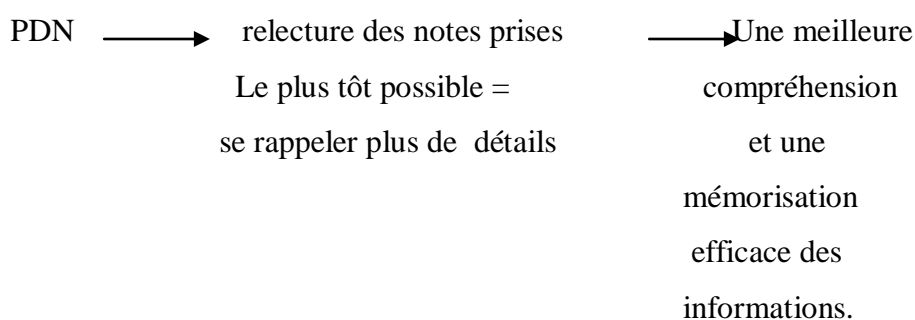 PDN relecture des notes prises Une meilleure
Le plus tôt possible = compréhension
se rappeler plus de détails et une
mémorisation
efficace des
informations.